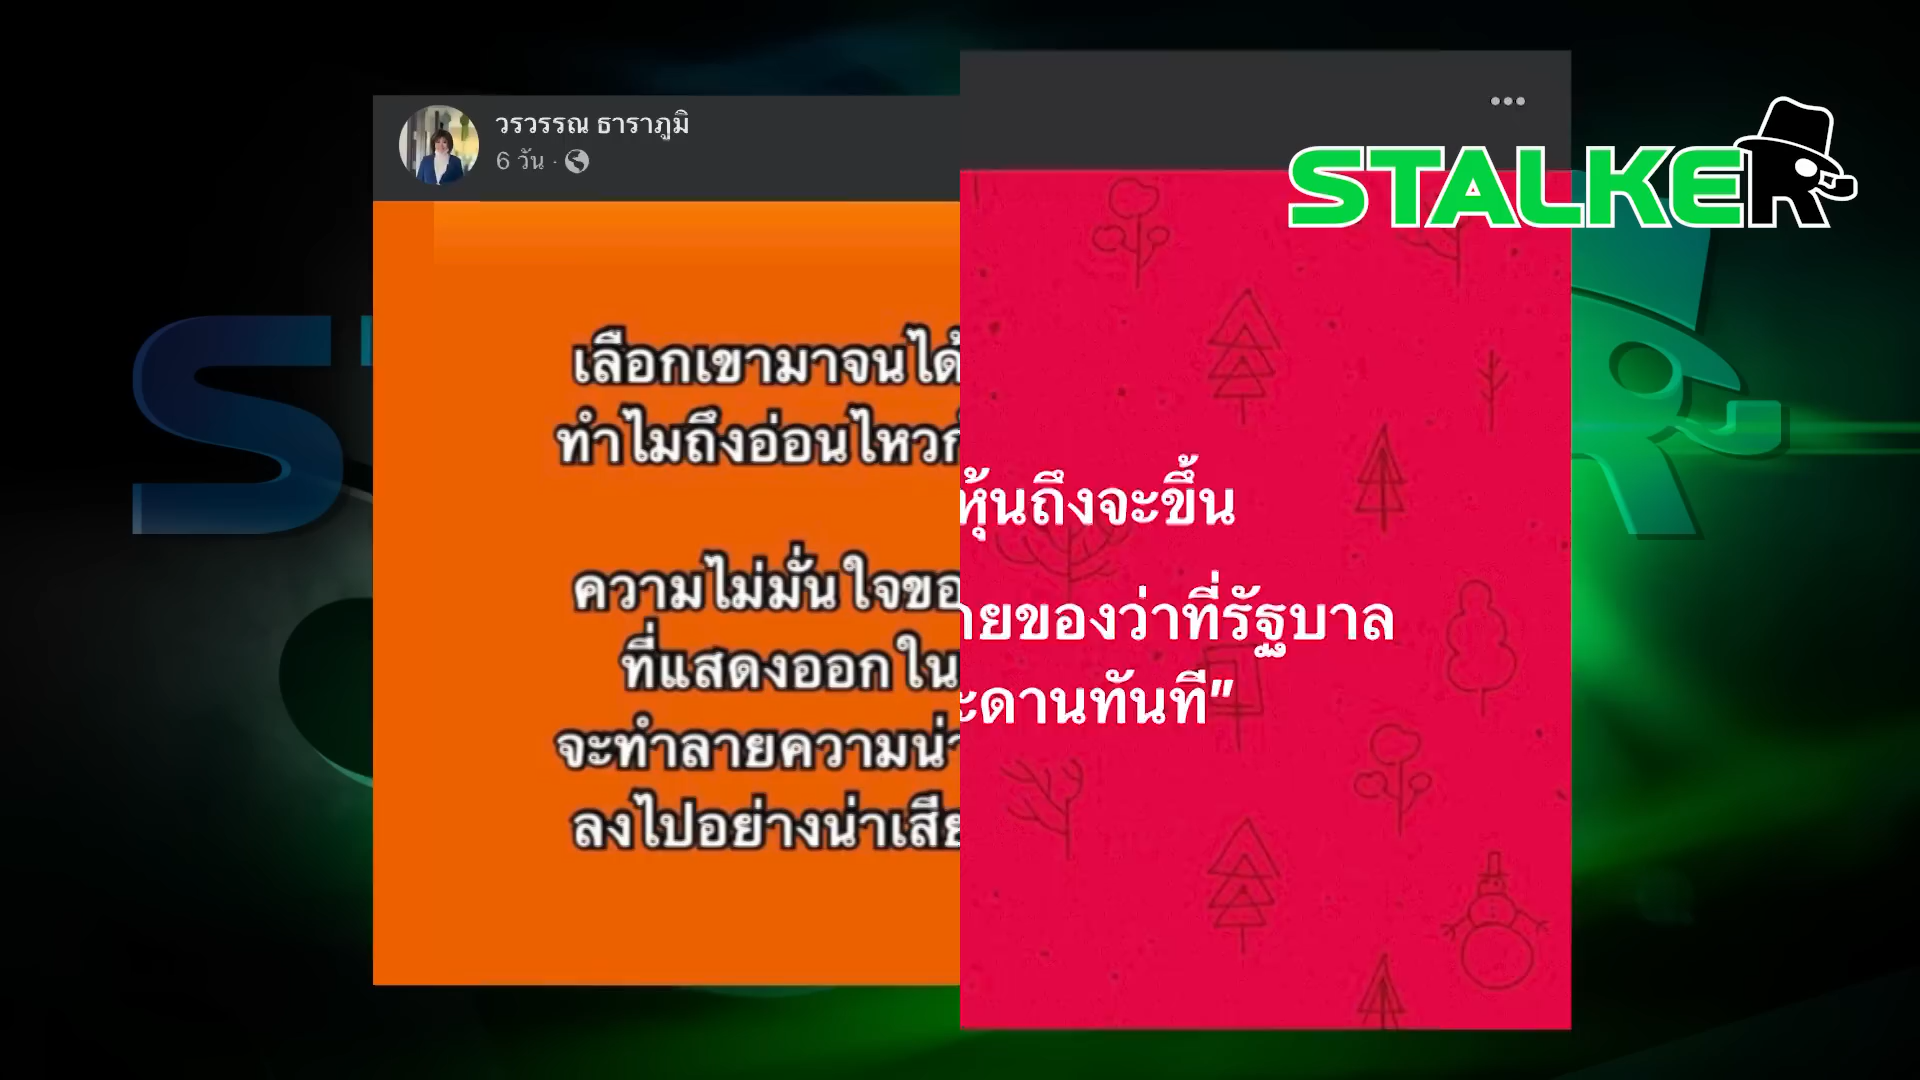 STALKER
วรวรรณ ธาราภูมิ
6 วัน ·
เลือกเขามาจนได้
ทำไมถึงอ่อนไหว
ความไม่มั่นใจขอ
ที่แสดงออกใน
จะทำลายความน่า
ลงไปอย่างน่าเสีย
หุ้นถึงจะขึ้น
ายของว่าที่รัฐบาล
ะดานทันที"